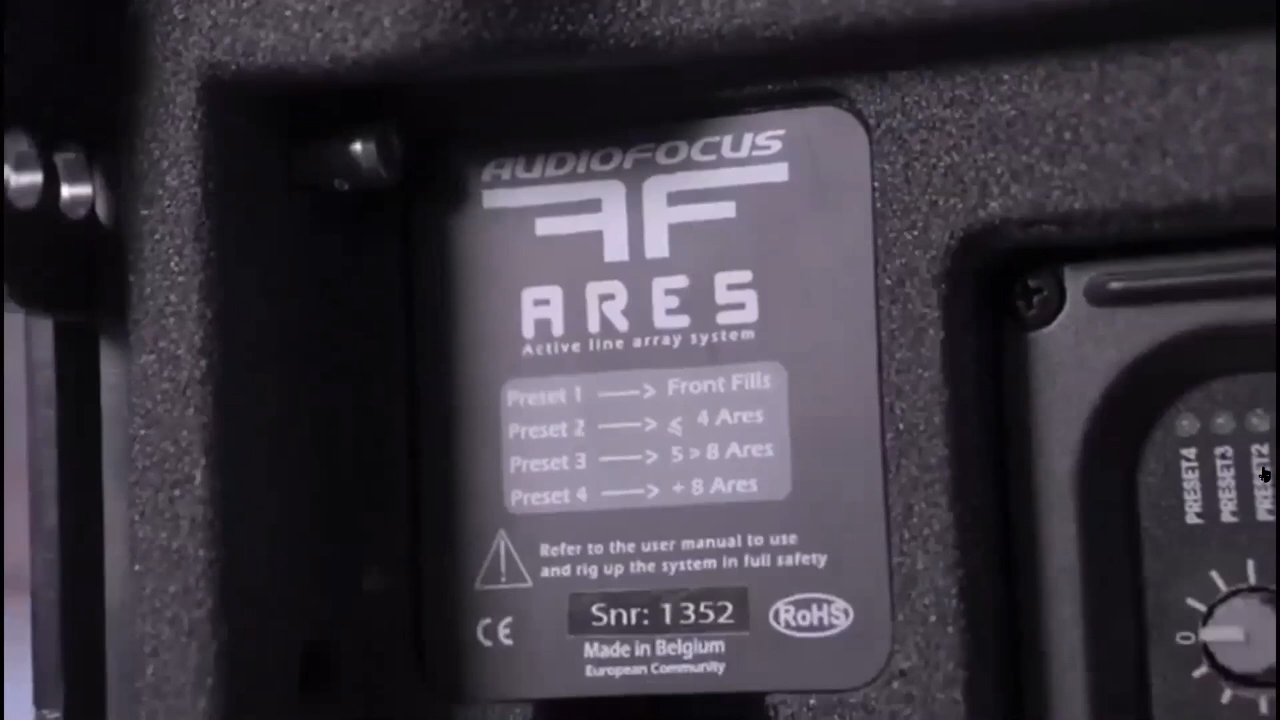 AUDIOFOCUS
ARES
Active line array system
Preset 1 ---> Front Fills
Preset 2 ---> ⩽ 4 Ares
Preset 3 ---> 5 > 8 Ares
Preset 4 ---> + 8 Ares
Refer to the user manual to use
and rig up the system in full safety
CE
Snr: 1352
RoHS
Made in Belgium
European Community
PRESET4
PRESET3
PRESET2
0